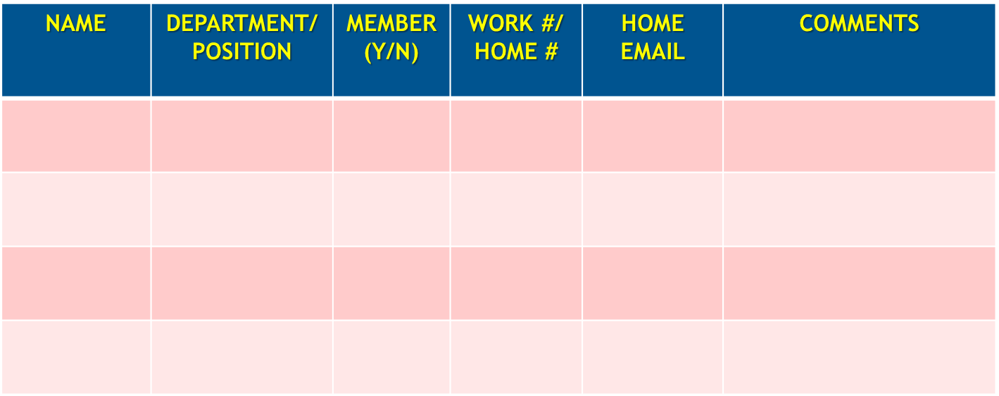 NAME
DEPARTMENT/
POSITION
MEMBER
(Y/N)
WORK #/
HOME #
HOME
EMAIL
COMMENTS